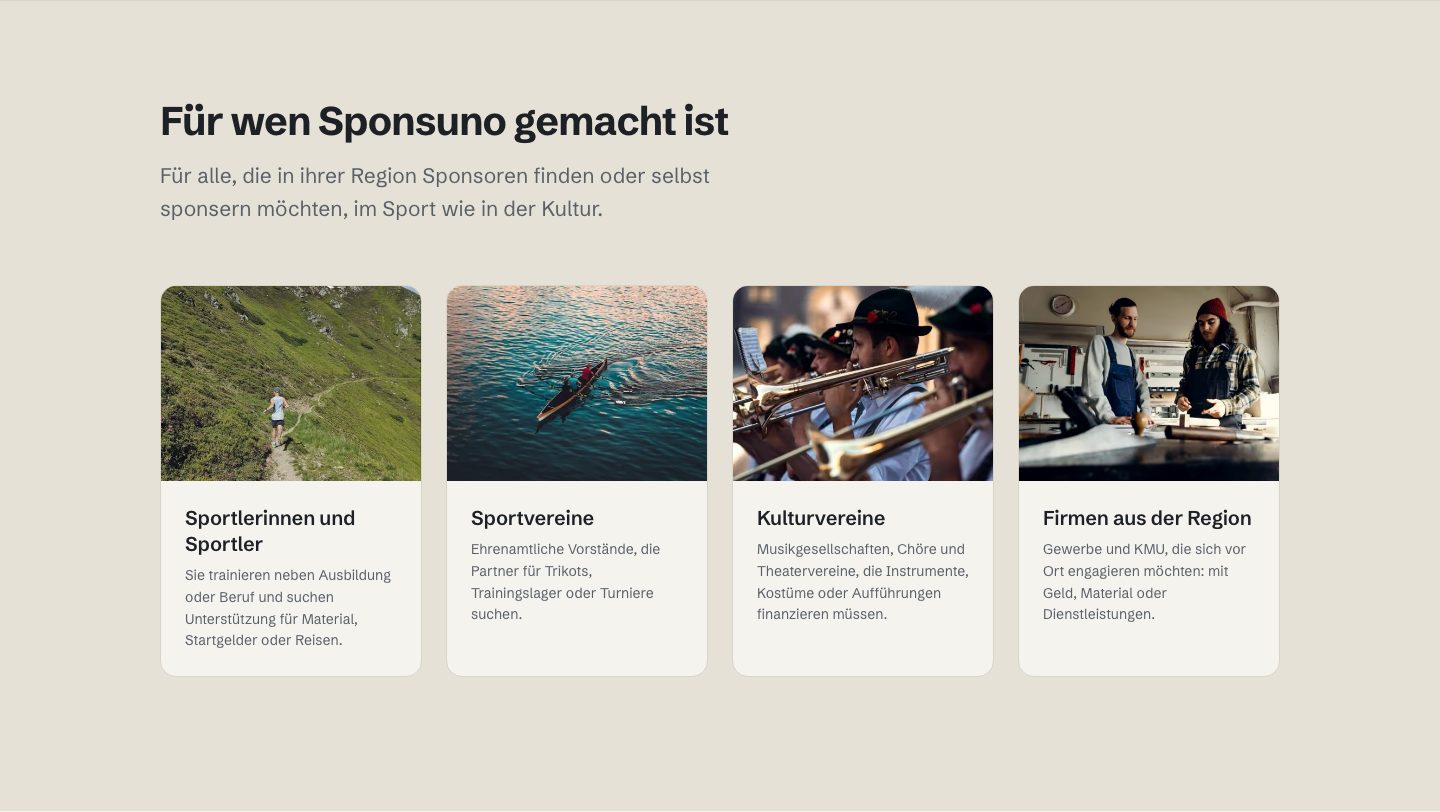 Für wen Sponsuno gemacht ist
Für alle, die in ihrer Region Sponsoren finden oder selbst
sponsern möchten, im Sport wie in der Kultur.
Sportlerinnen und
Sportler
Sie trainieren neben Ausbildung
oder Beruf und suchen
Unterstützung für Material,
Startgelder oder Reisen.
Sportvereine
Ehrenamtliche Vorstände, die
Partner für Trikots,
Trainingslager oder Turniere
suchen.
Kulturvereine
Musikgesellschaften, Chöre und
Theatervereine, die Instrumente,
Kostüme oder Aufführungen
finanzieren müssen.
Firmen aus der Region
Gewerbe und KMU, die sich vor
Ort engagieren möchten: mit
Geld, Material oder
Dienstleistungen.